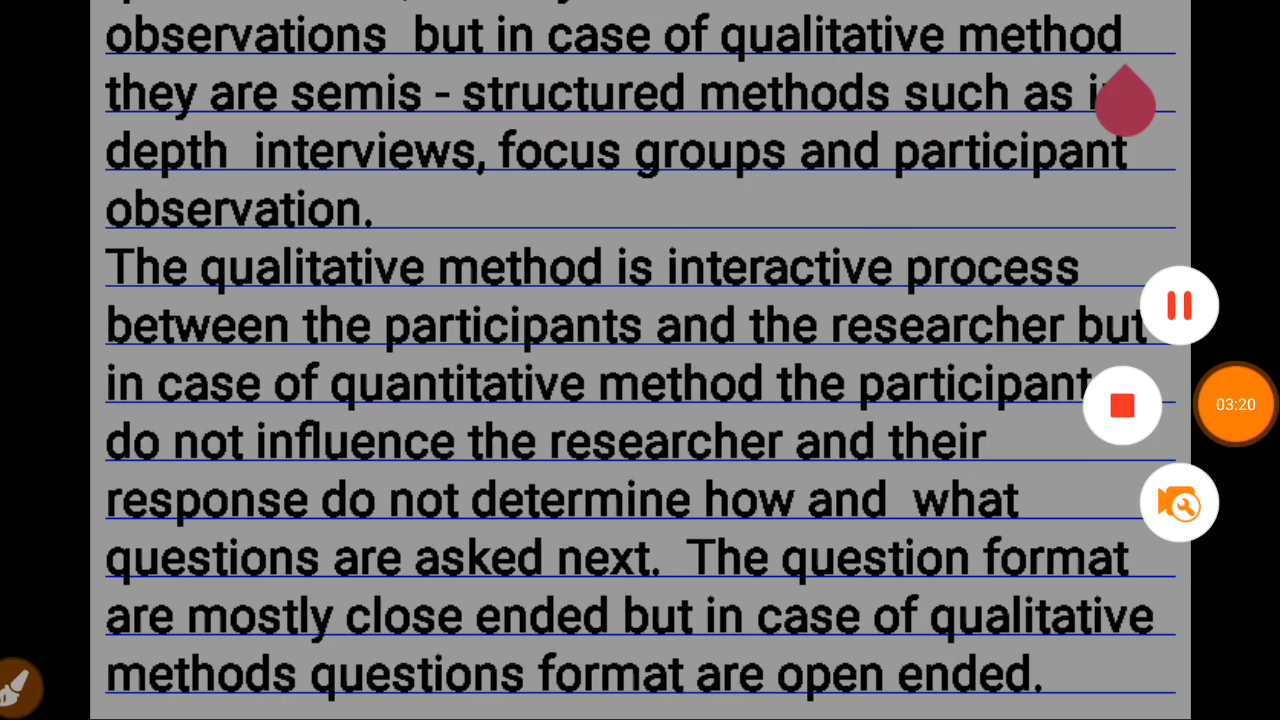 observations but in case of qualitative method
they are semis - structured methods such as
depth interviews, focus groups and participant
observation.
The qualitative method is interactive process
between the participants and the researcher but
in case of quantitative method the participant
do not influence the researcher and their
response do not determine how and what
questions are asked next. The question format
are mostly close ended but in case of qualitative
methods questions format are open ended.
03:20